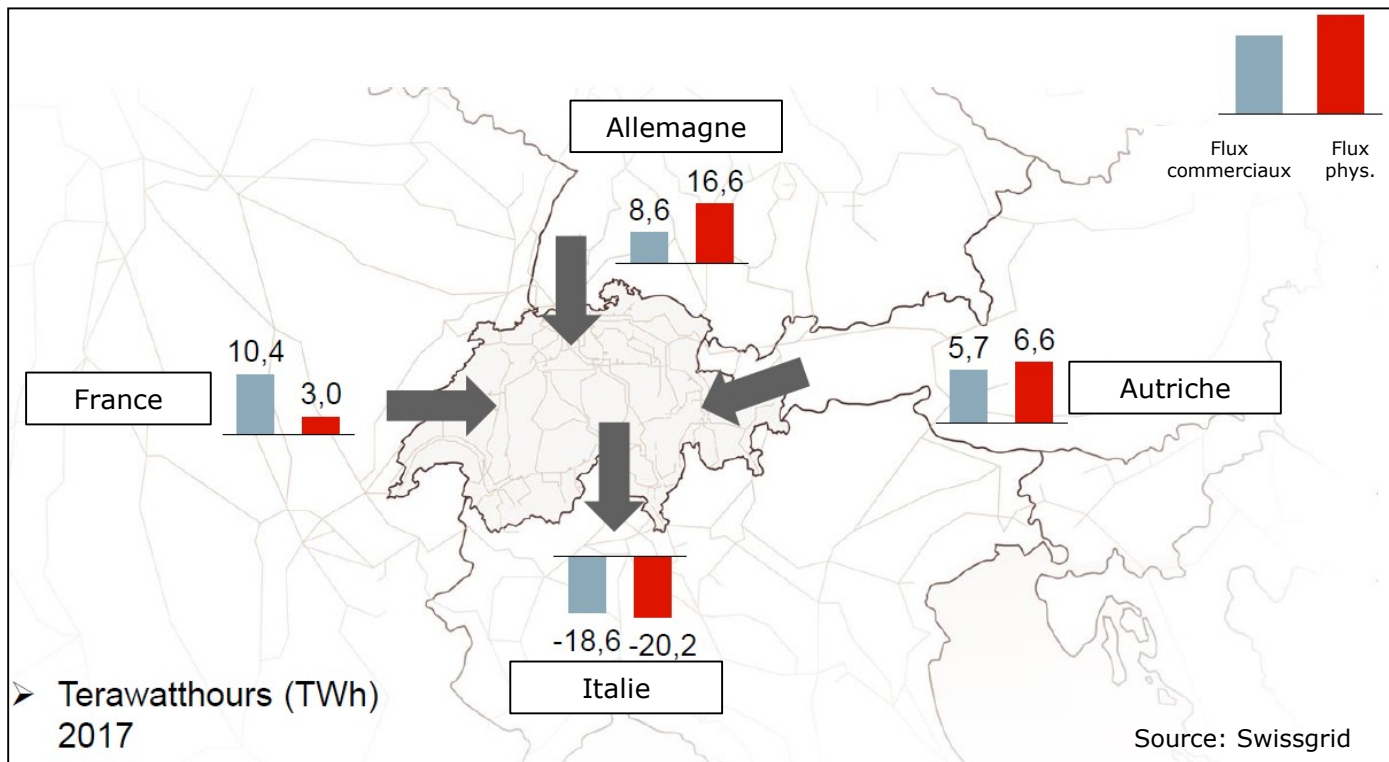 Flux
commerciaux
Flux
phys.
Allemagne
8,6
16,6
France
10,4
3,0
5,7
6,6
Autriche
-18,6
-20,2
Italie
➢ Terawatthours (TWh)
2017
Source: Swissgrid